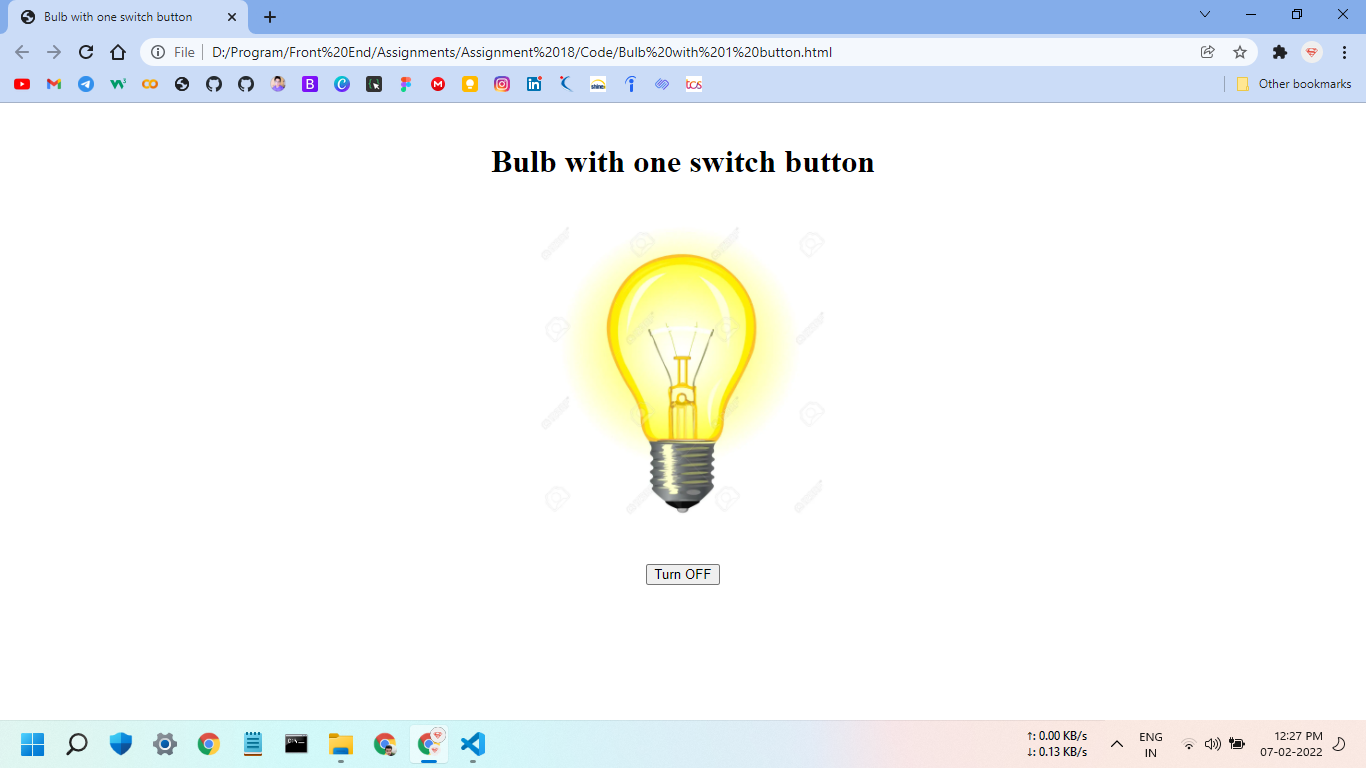 Bulb with one switch button
File
D:/Program/Front%20End/Assignments/Assignment%2018/Code/Bulb%20with%201%20button.html
Other bookmarks
Bulb with one switch button
Turn OFF
↑: 0.00 KB/s
↓: 0.13 KB/s
ENG
IN
12:27 PM
07-02-2022